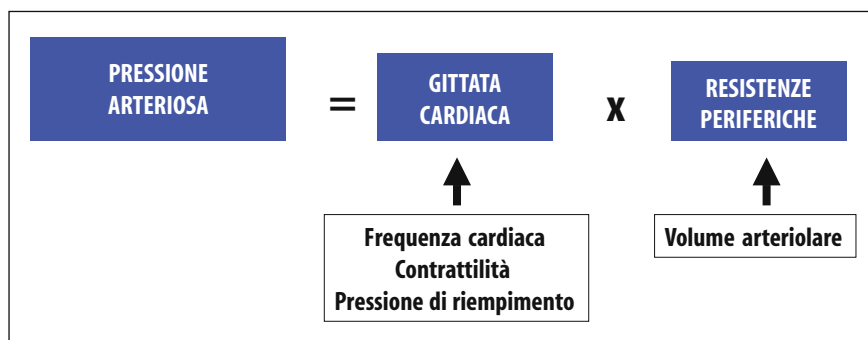 PRESSIONE
ARTERIOSA
=
GITTATA
CARDIACA
x
RESISTENZE
PERIFERICHE
Frequenza cardiaca
Contrattilità
Pressione di riempimento
Volume arteriolare